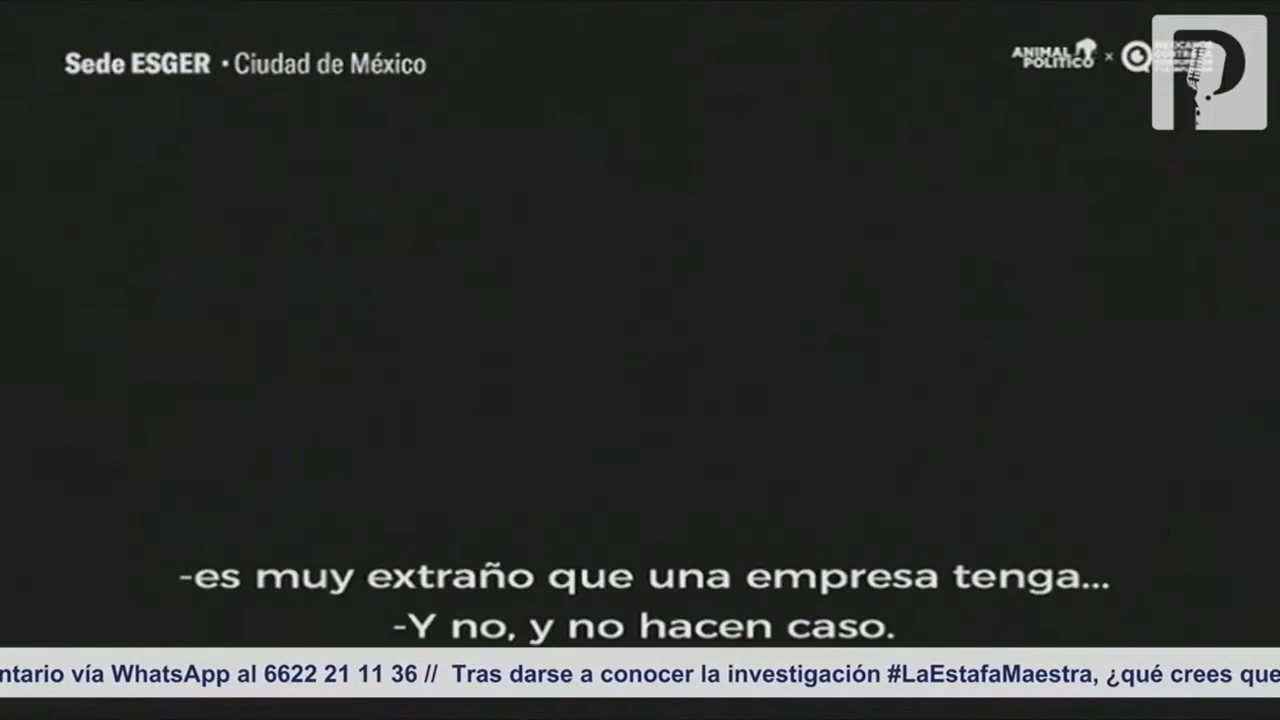 Sede ESGER · Ciudad de México
ANIMAL
POLÍTICO ×
-es muy extraño que una empresa tenga...
-Y no, y no hacen caso.
ntario vía WhatsApp al 6622 21 11 36 // Tras darse a conocer la investigación #LaEstafaMaestra, ¿qué crees que